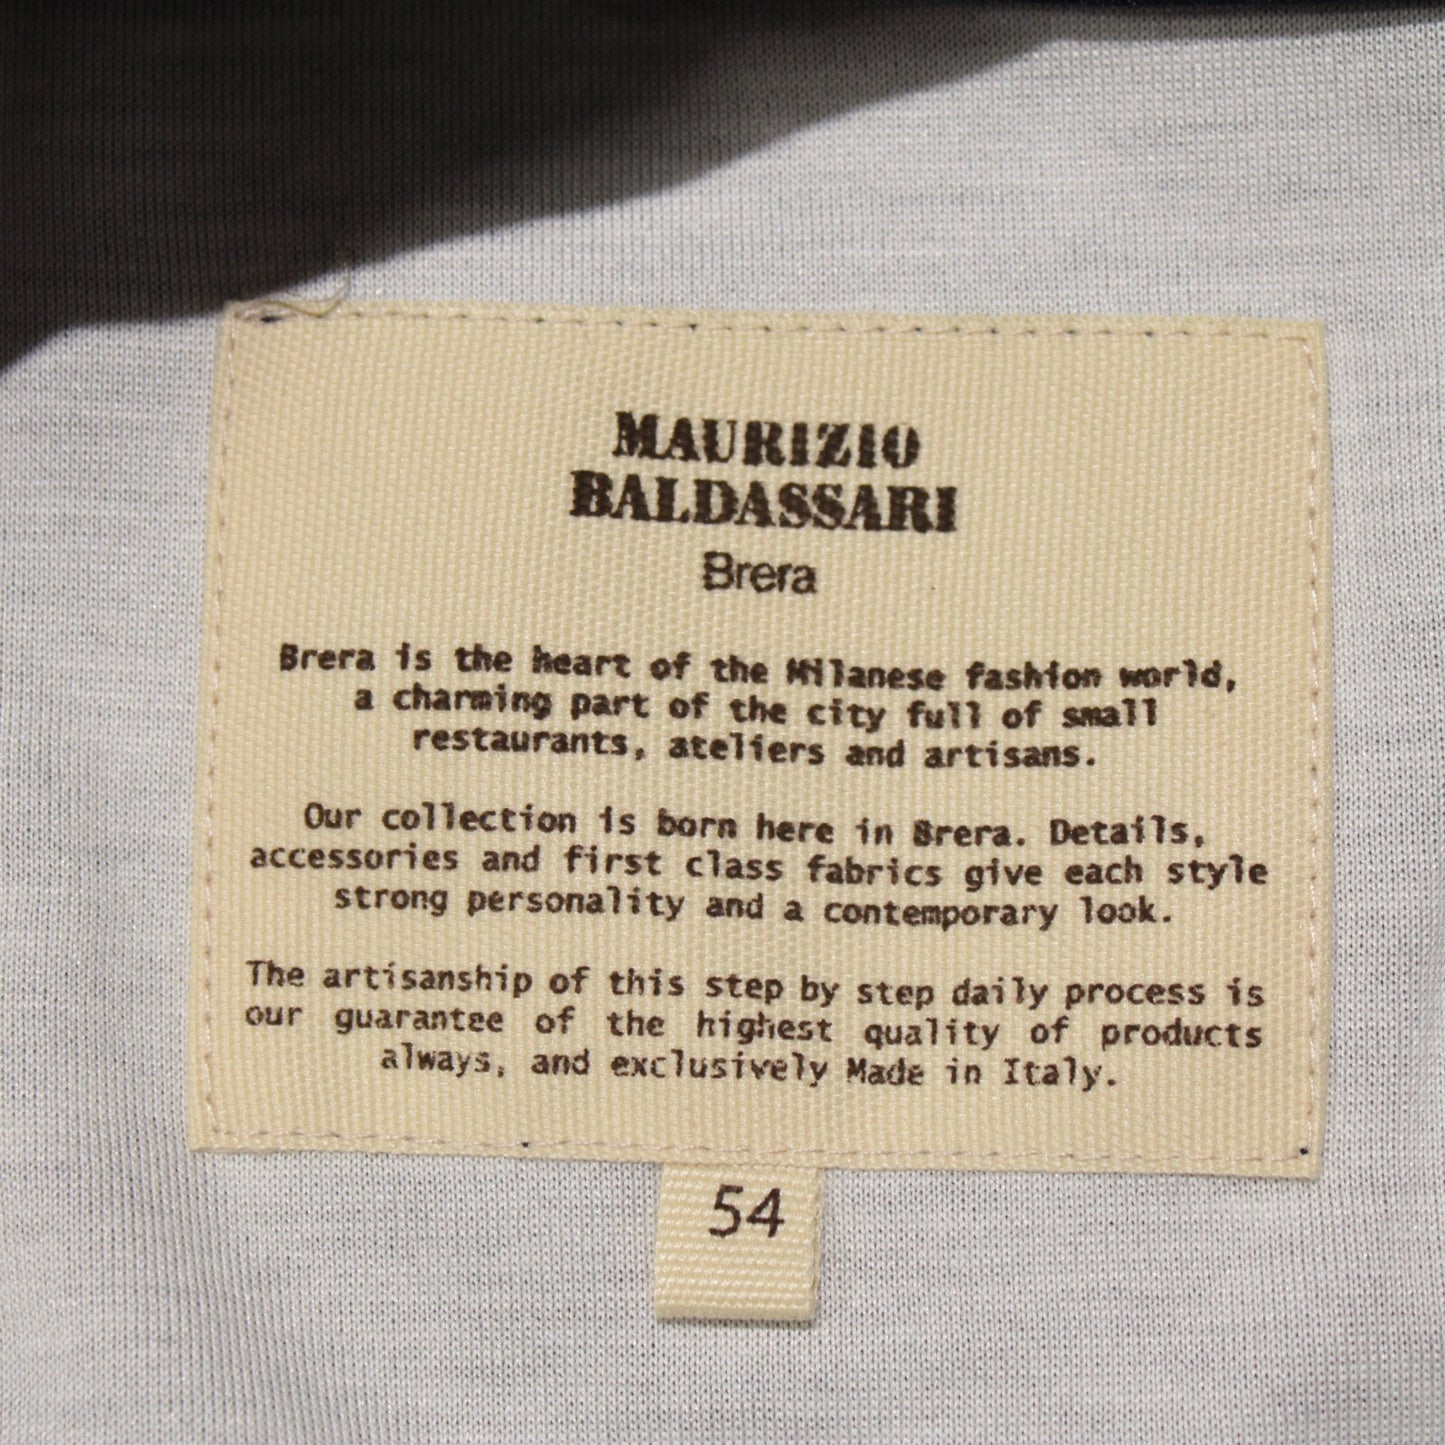 MAURIZIO
BALDASSARI
Brera
Brera is the heart of the Milanese fashion world,
a charming part of the city full of small
restaurants, ateliers and artisans.
Our collection is born here in Brera. Details,
accessories and first class fabrics give each style
strong personality and a contemporary look.
The artisanship of this step by step daily process is
our guarantee of the highest quality of products
always, and exclusively Made in Italy.
54